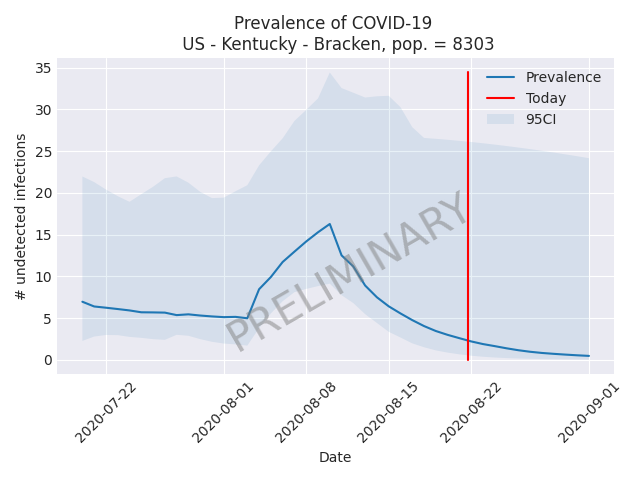 Prevalence of COVID-19
US - Kentucky - Bracken, pop. = 8303
35
30
25
20
15
10
5
0
# undetected infections
Prevalence
Today
95CI
PRELIMINARY
2020-07-22
2020-08-01
2020-08-08
2020-08-15
2020-08-22
2020-09-01
Date